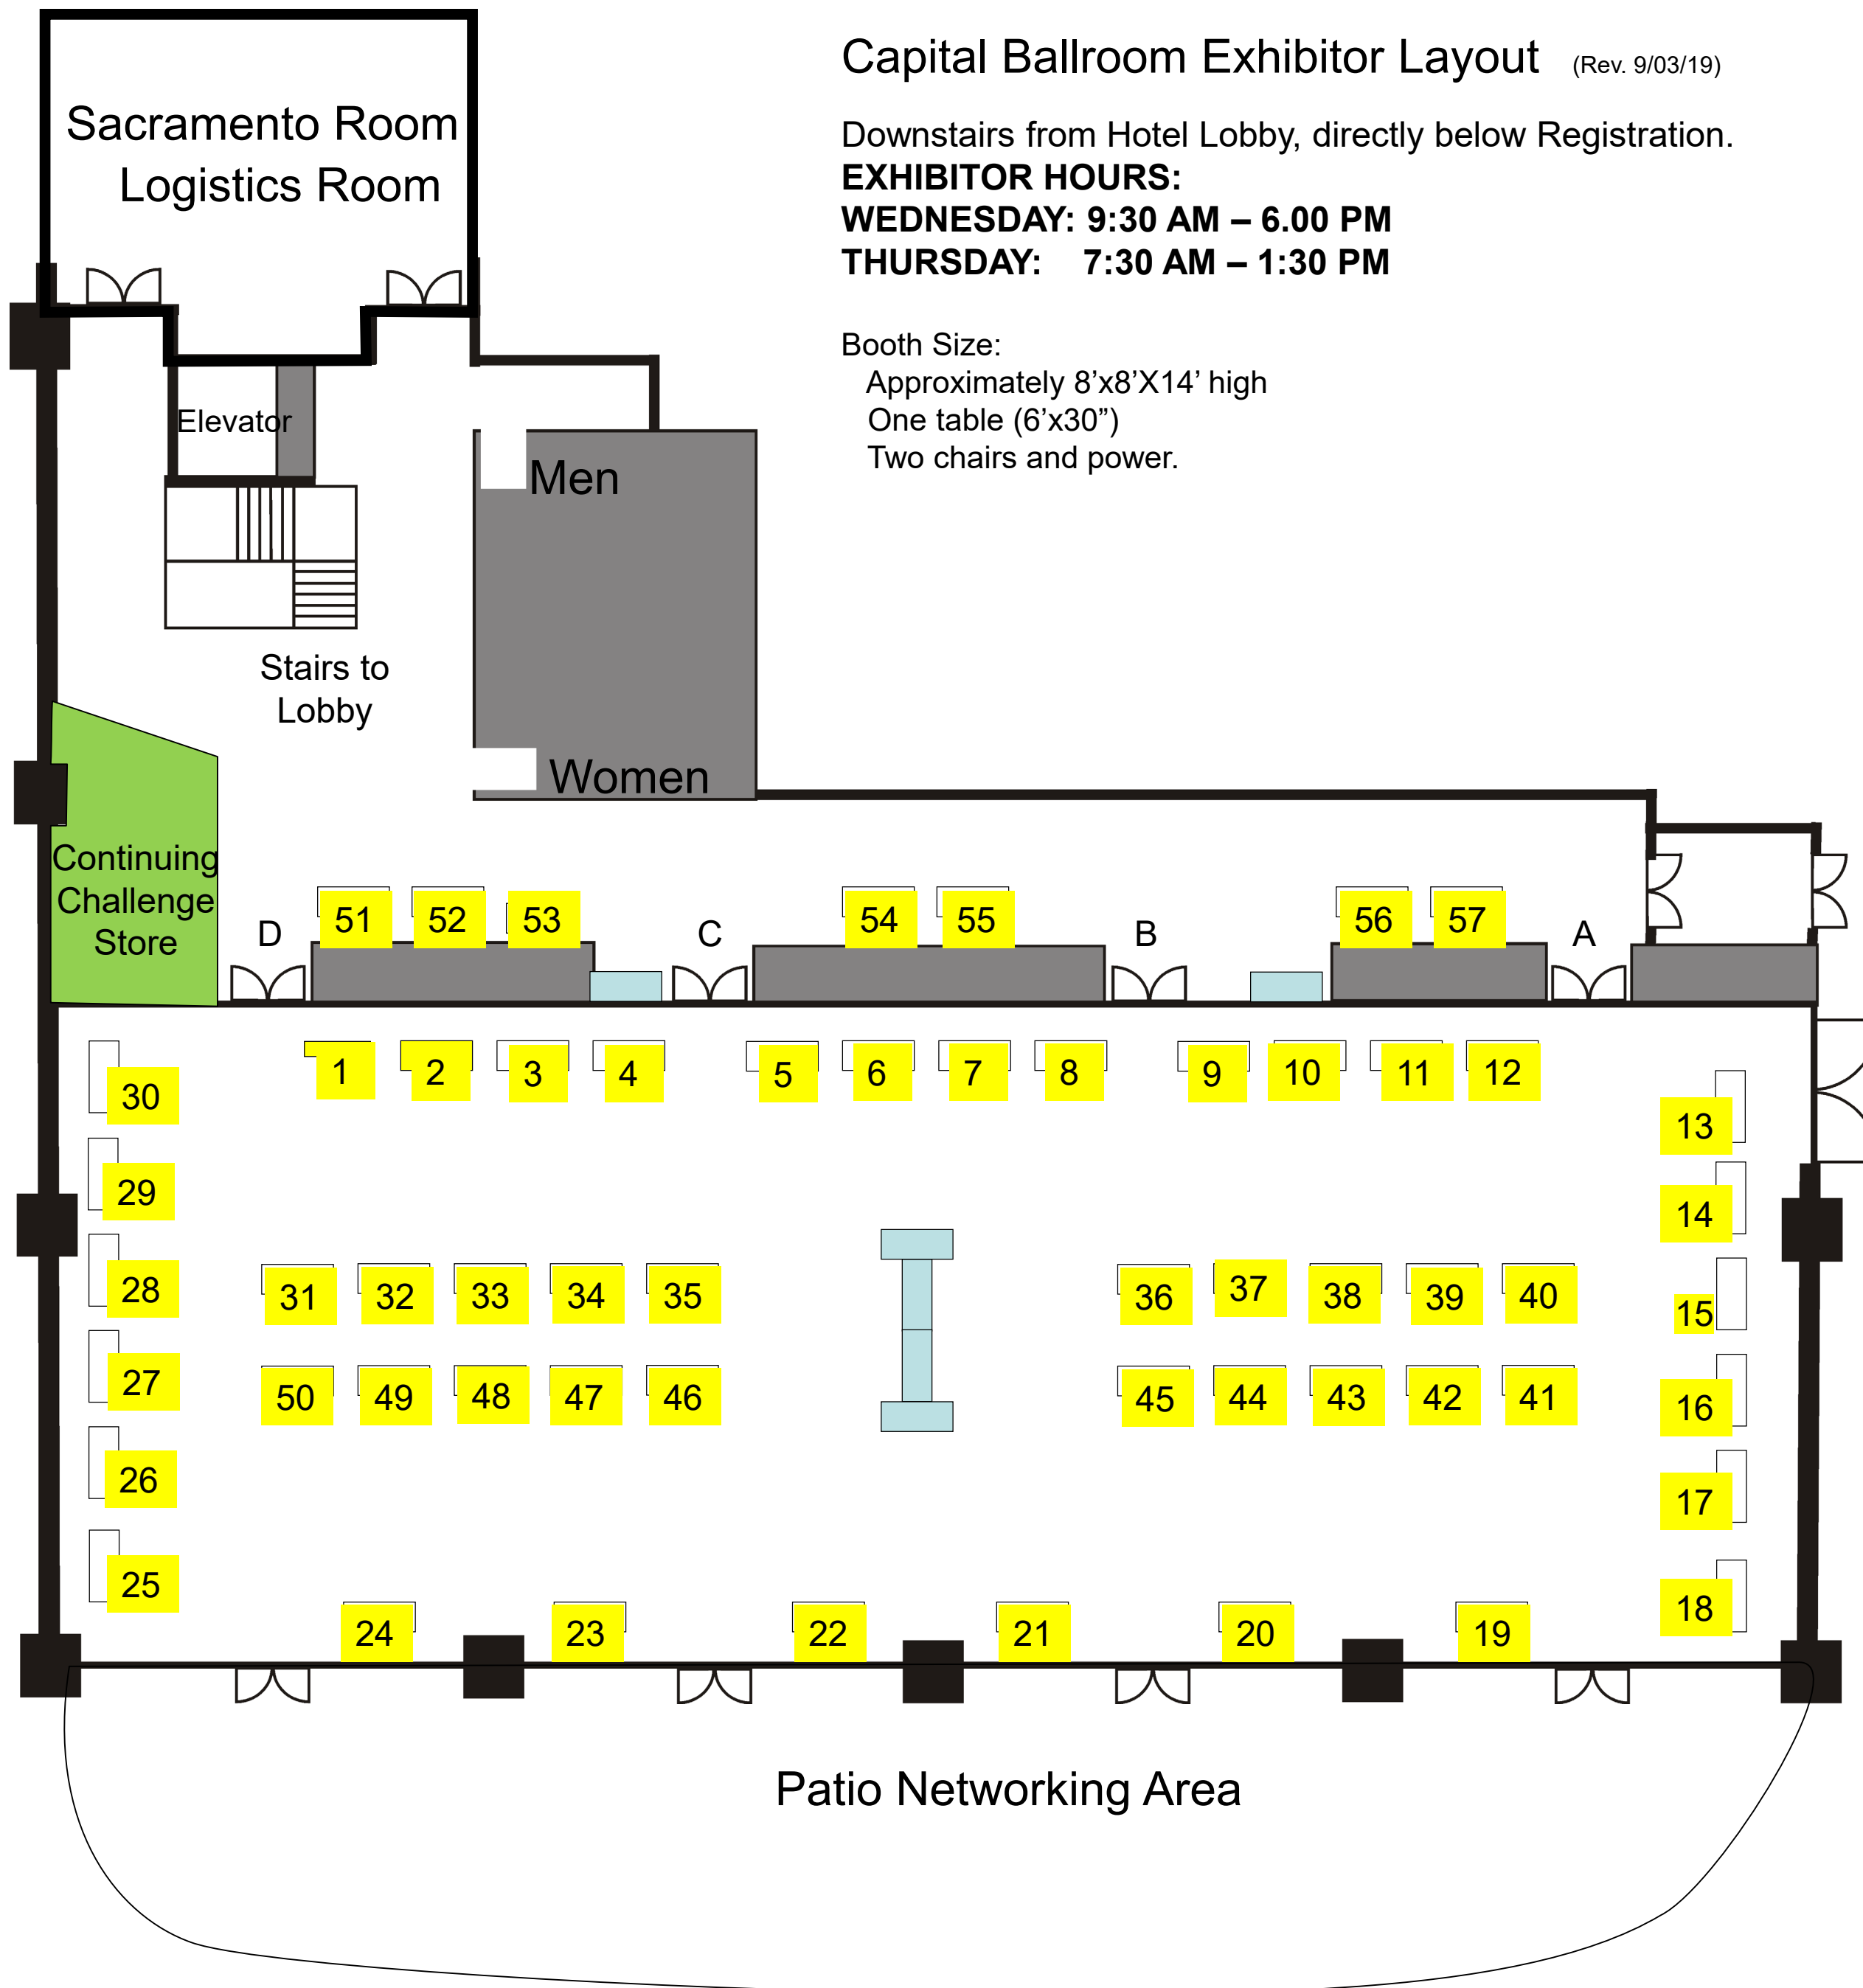 Capital Ballroom Exhibitor Layout (Rev. 9/03/19)
Downstairs from Hotel Lobby, directly below Registration.
EXHIBITOR HOURS:
WEDNESDAY: 9:30 AM – 6.00 PM
THURSDAY: 7:30 AM – 1:30 PM
Booth Size:
Approximately 8’x8’X14’ high
One table (6’x30”)
Two chairs and power.
Sacramento Room
Logistics Room
Elevator
Men
Stairs to
Lobby
Women
Continuing
Challenge
Store
D
51 52 53
C
54 55
B
56 57
A
1 2 3 4 5 6 7 8 9 10 11 12
30
13
29
14
28
31 32 33 34 35
36 37 38 39 40
15
27
50 49 48 47 46
45 44 43 42 41
16
26
17
25
18
24 23 22 21 20 19
Patio Networking Area